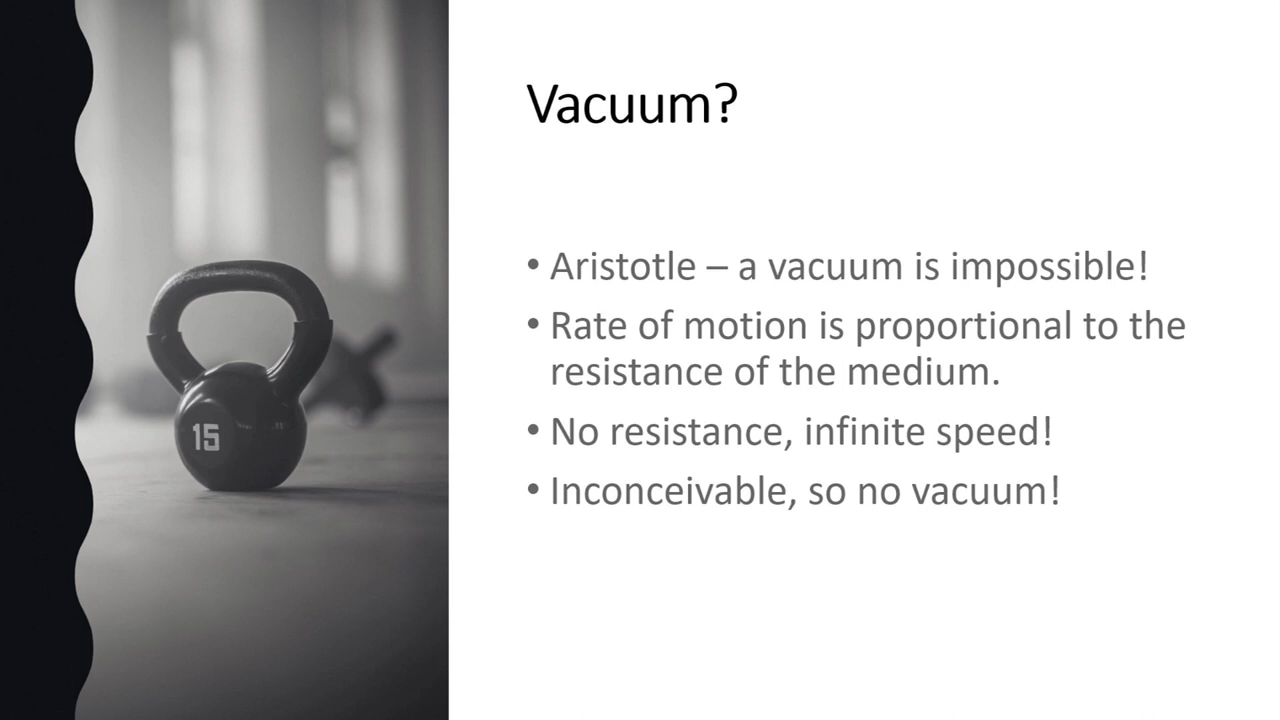 Vacuum?
• Aristotle – a vacuum is impossible!
• Rate of motion is proportional to the
resistance of the medium.
• No resistance, infinite speed!
• Inconceivable, so no vacuum!
15